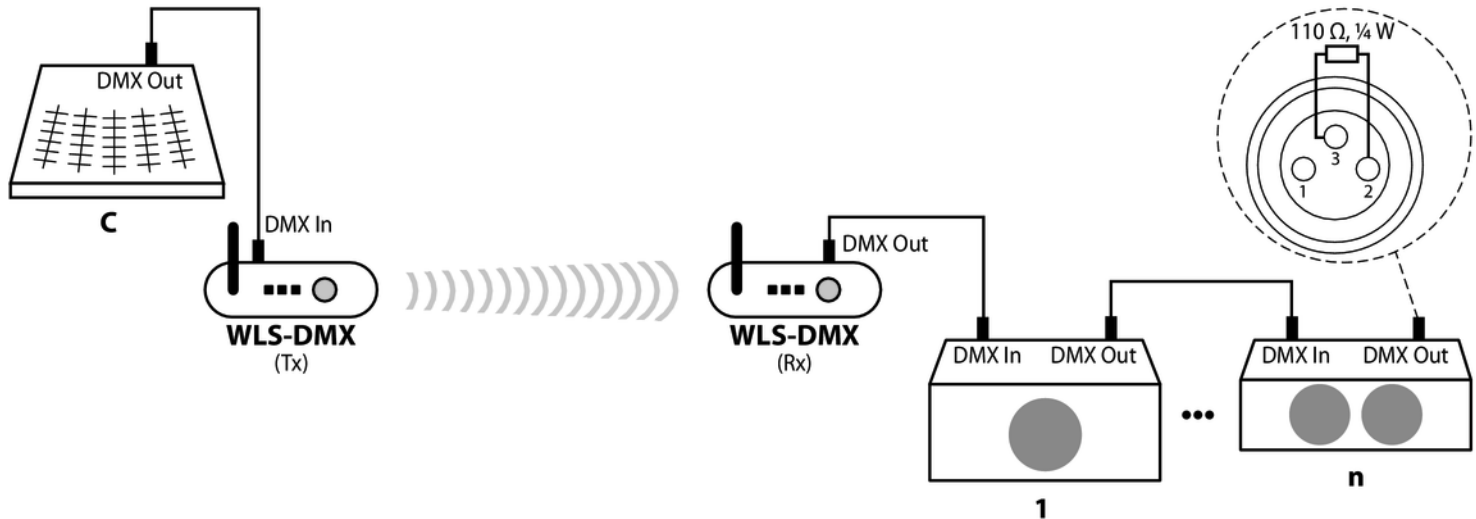 DMX Out
C
DMX In
WLS-DMX
(Tx)
DMX Out
WLS-DMX
(Rx)
DMX In DMX Out
1
DMX In DMX Out
n
110 Ω, ¼ W
3
1 2